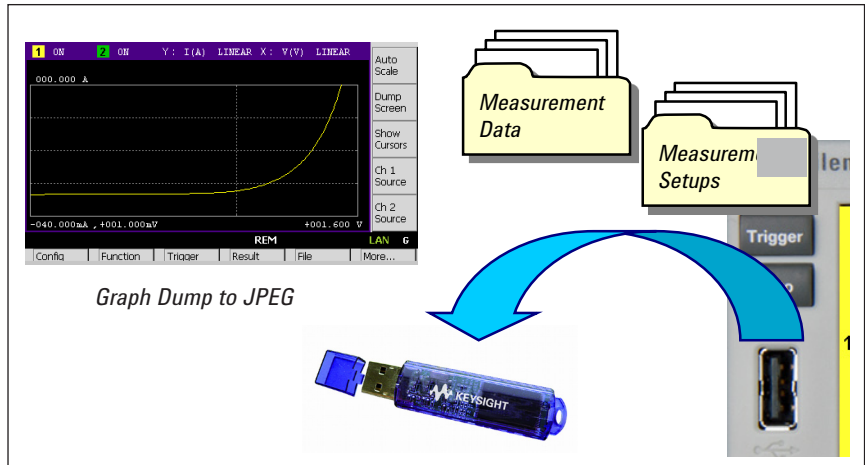 1 ON 2 ON Y: I(A) LINEAR X: V(V) LINEAR
000.000 A
-040.000mA ,+001.000mV +001.600 V
REM LAN G
Config Function Trigger Result File More...
Auto
Scale
Dump
Screen
Show
Cursors
Ch 1
Source
Ch 2
Source
Graph Dump to JPEG
Measurement
Data
Setups
Trigger
KEYSIGHT
1